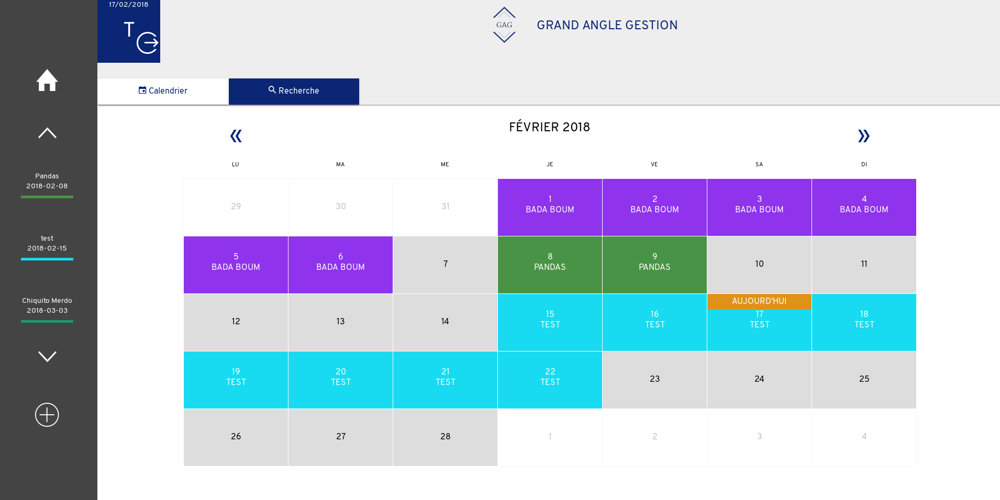 17/02/2018
T
GAG
GRAND ANGLE GESTION
Calendrier
Recherche
Pandas
2018-02-08
test
2018-02-15
Chiquito Merdo
2018-03-03
«
FÉVRIER 2018
»
LU MA ME JE VE SA DI
29 30 31 1 2 3 4
BADA BOUM BADA BOUM BADA BOUM BADA BOUM
5 6 7 8 9 10 11
BADA BOUM BADA BOUM PANDAS PANDAS
AUJOURD'HUI
12 13 14 15 16 17 18
TEST TEST TEST TEST
19 20 21 22 23 24 25
TEST TEST TEST TEST
26 27 28 1 2 3 4